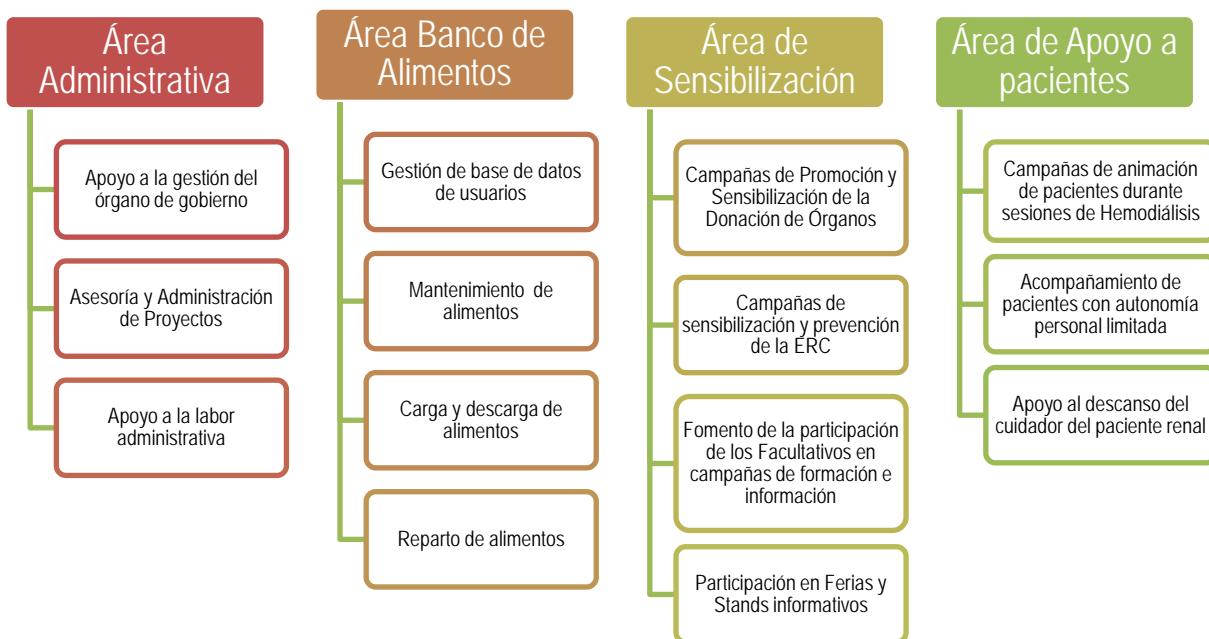 Área
Administrativa
Apoyo a la gestión del
órgano de gobierno
Asesoría y Administración
de Proyectos
Apoyo a la labor
administrativa
Área Banco de
Alimentos
Gestión de base de datos
de usuarios
Mantenimiento de
alimentos
Carga y descarga de
alimentos
Reparto de alimentos
Área de
Sensibilización
Campañas de Promoción y
Sensibilización de la
Donación de Órganos
Campañas de
sensibilización y prevención
de la ERC
Fomento de la participación
de los Facultativos en
campañas de formación e
información
Participación en Ferias y
Stands informativos
Área de Apoyo a
pacientes
Campañas de animación
de pacientes durante
sesiones de Hemodiálisis
Acompañamiento de
pacientes con autonomía
personal limitada
Apoyo al descanso del
cuidador del paciente renal